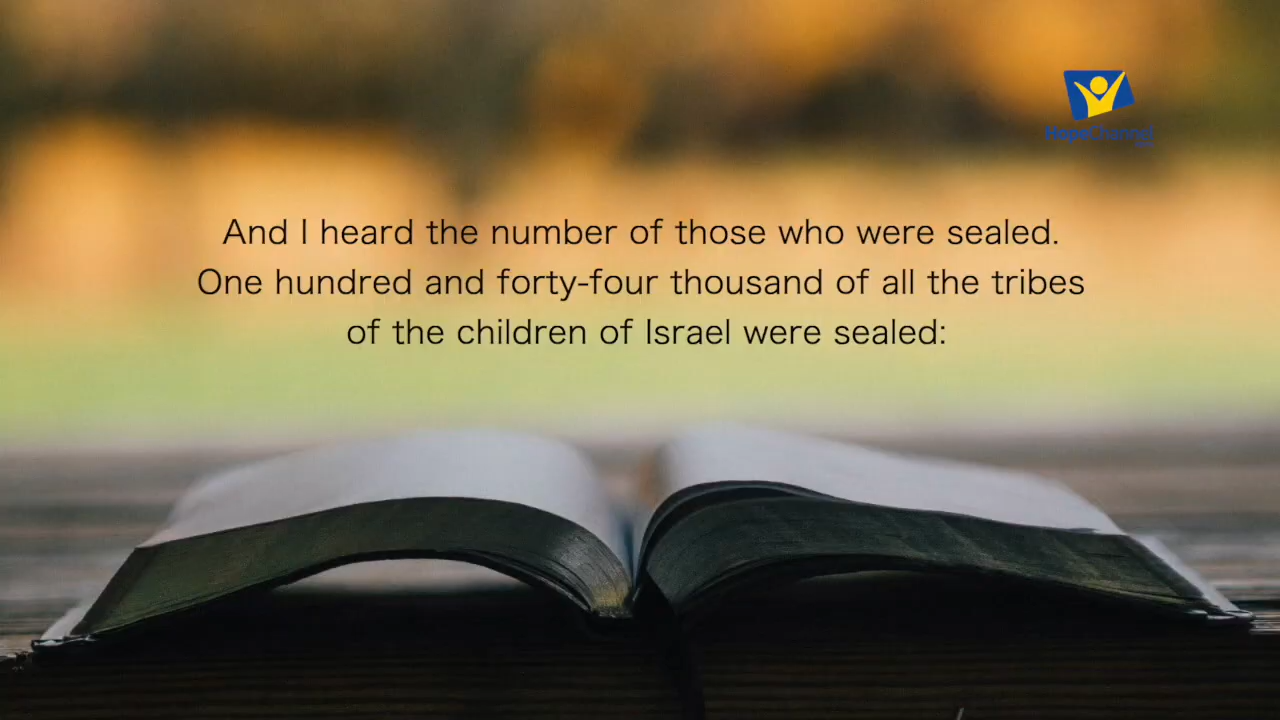 HopeChannel
And I heard the number of those who were sealed.
One hundred and forty-four thousand of all the tribes
of the children of Israel were sealed: